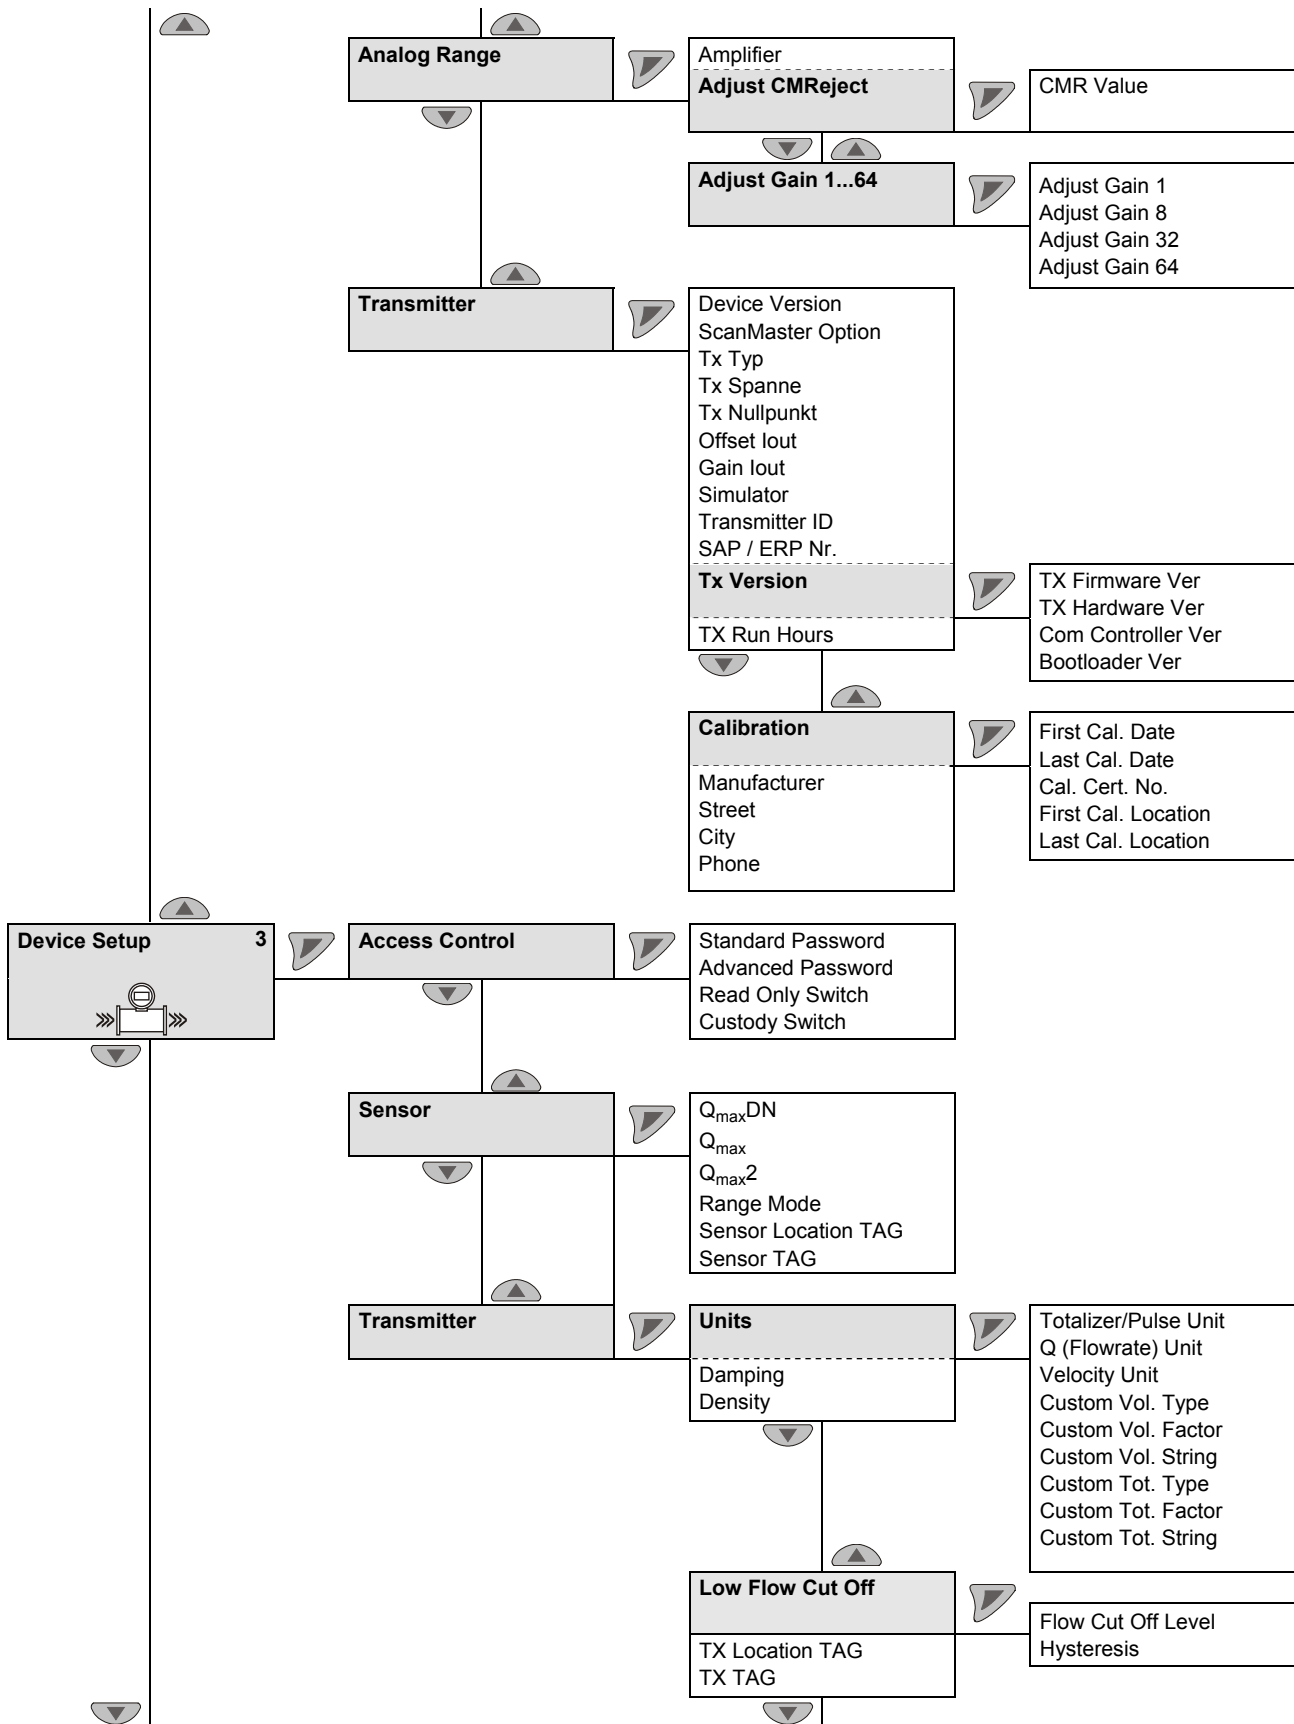 Analog Range
Amplifier
Adjust CMReject
CMR Value
Adjust Gain 1...64
Adjust Gain 1
Adjust Gain 8
Adjust Gain 32
Adjust Gain 64
Transmitter
Device Version
ScanMaster Option
Tx Typ
Tx Spanne
Tx Nullpunkt
Offset Iout
Gain Iout
Simulator
Transmitter ID
SAP / ERP Nr.
Tx Version
TX Run Hours
TX Firmware Ver
TX Hardware Ver
Com Controller Ver
Bootloader Ver
Calibration
Manufacturer
Street
City
Phone
First Cal. Date
Last Cal. Date
Cal. Cert. No.
First Cal. Location
Last Cal. Location
Device Setup 3
Access Control
Standard Password
Advanced Password
Read Only Switch
Custody Switch
Sensor
QmaxDN
Qmax
Qmax2
Range Mode
Sensor Location TAG
Sensor TAG
Transmitter
Units
Damping
Density
Totalizer/Pulse Unit
Q (Flowrate) Unit
Velocity Unit
Custom Vol. Type
Custom Vol. Factor
Custom Vol. String
Custom Tot. Type
Custom Tot. Factor
Custom Tot. String
Low Flow Cut Off
TX Location TAG
TX TAG
Flow Cut Off Level
Hysteresis